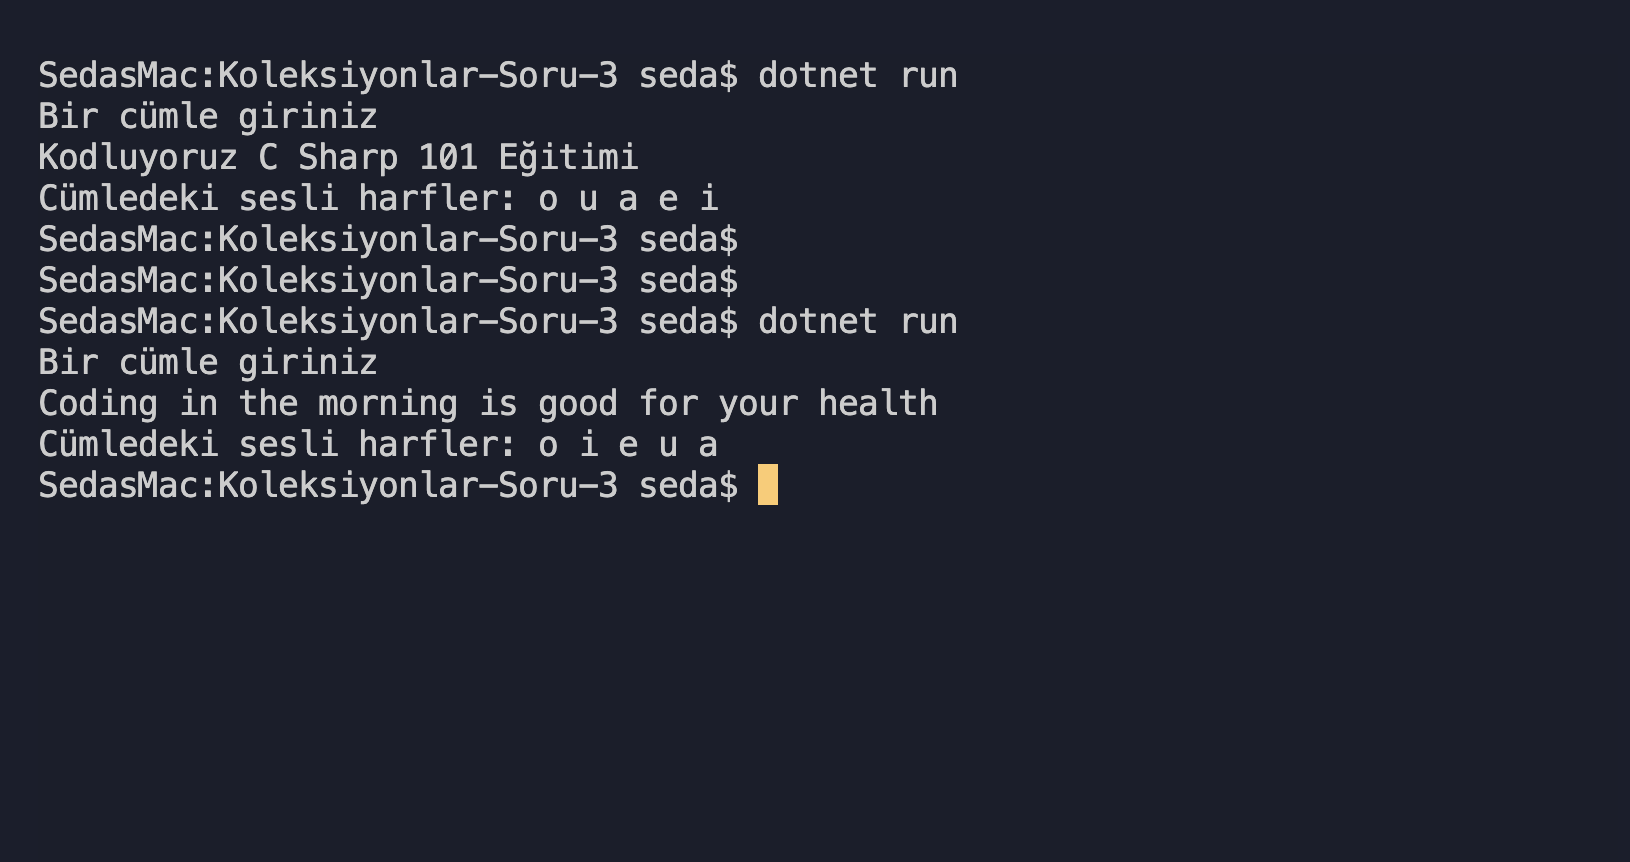 SedasMac:Koleksiyonlar-Soru-3 seda$ dotnet run
Bir cümle giriniz
Kodluyoruz C Sharp 101 Eğitimi
Cümledeki sesli harfler: o u a e i
SedasMac:Koleksiyonlar-Soru-3 seda$
SedasMac:Koleksiyonlar-Soru-3 seda$
SedasMac:Koleksiyonlar-Soru-3 seda$ dotnet run
Bir cümle giriniz
Coding in the morning is good for your health
Cümledeki sesli harfler: o i e u a
SedasMac:Koleksiyonlar-Soru-3 seda$